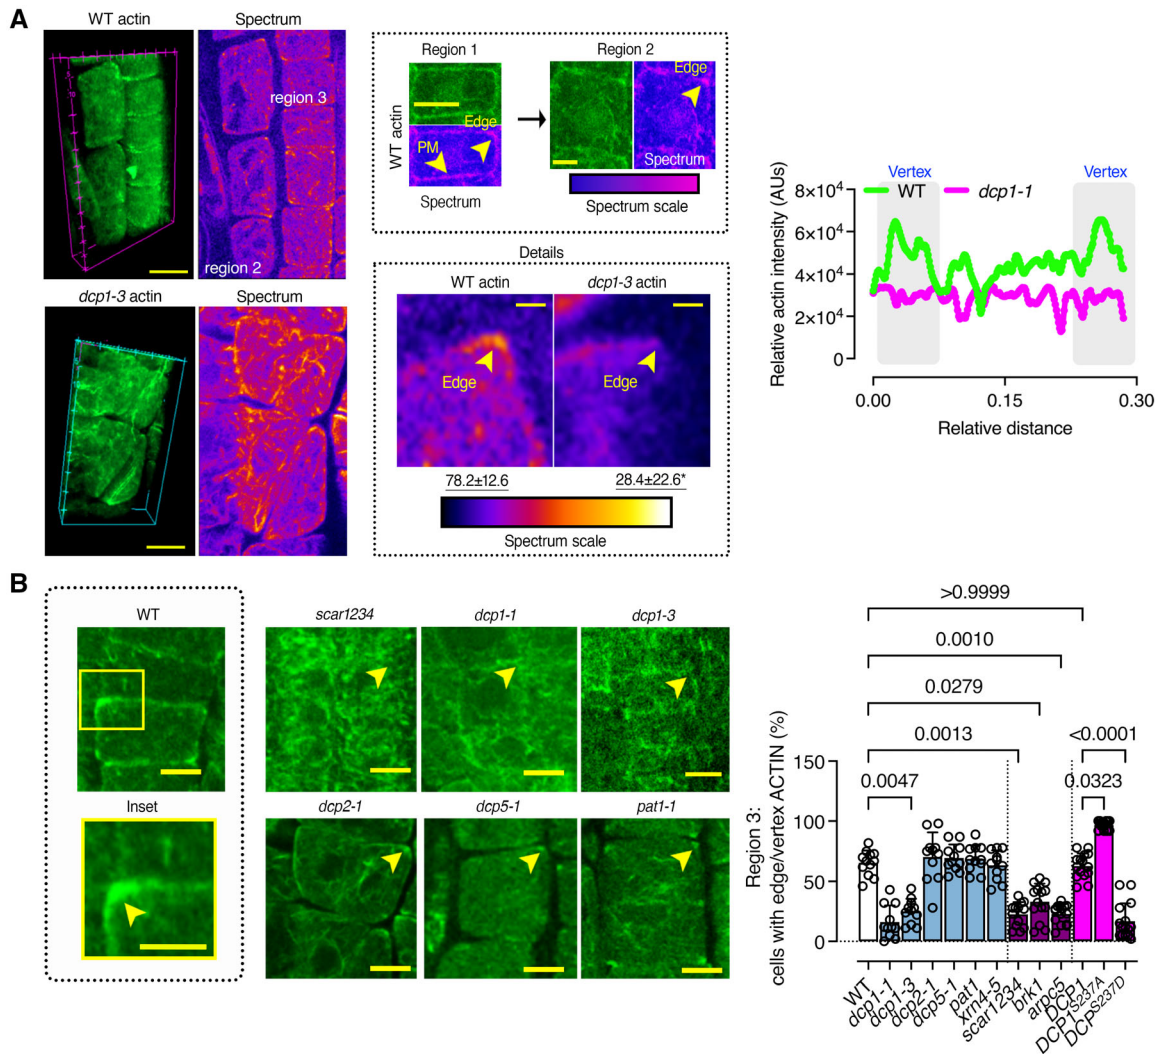 A
WT actin
Spectrum
region 3
region 2
dcp1-3 actin
Spectrum
Region 1
Region 2
WT actin
Edge
PM
Spectrum
Edge
Spectrum
Spectrum scale
Details
WT actin
dcp1-3 actin
Edge
Edge
78.2±12.6
28.4±22.6*
Spectrum scale
Relative actin intensity (AUs)
8×10⁴
6×10⁴
4×10⁴
2×10⁴
0
Vertex
Vertex
WT
dcp1-1
0.00
0.15
0.30
Relative distance
B
WT
Inset
scar1234
dcp1-1
dcp1-3
dcp2-1
dcp5-1
pat1-1
Region 3:
cells with edge/vertex ACTIN (%)
>0.9999
0.0010
0.0279
0.0013
<0.0001
0.0047
0.0323
150
100
50
0
WT
dcp1-1
dcp1-3
dcp2-1
dcp5-1
pat1
xrn4-5
scar1234
brk1
arpc5
DCP1
DCP1S237A
DCPS237D